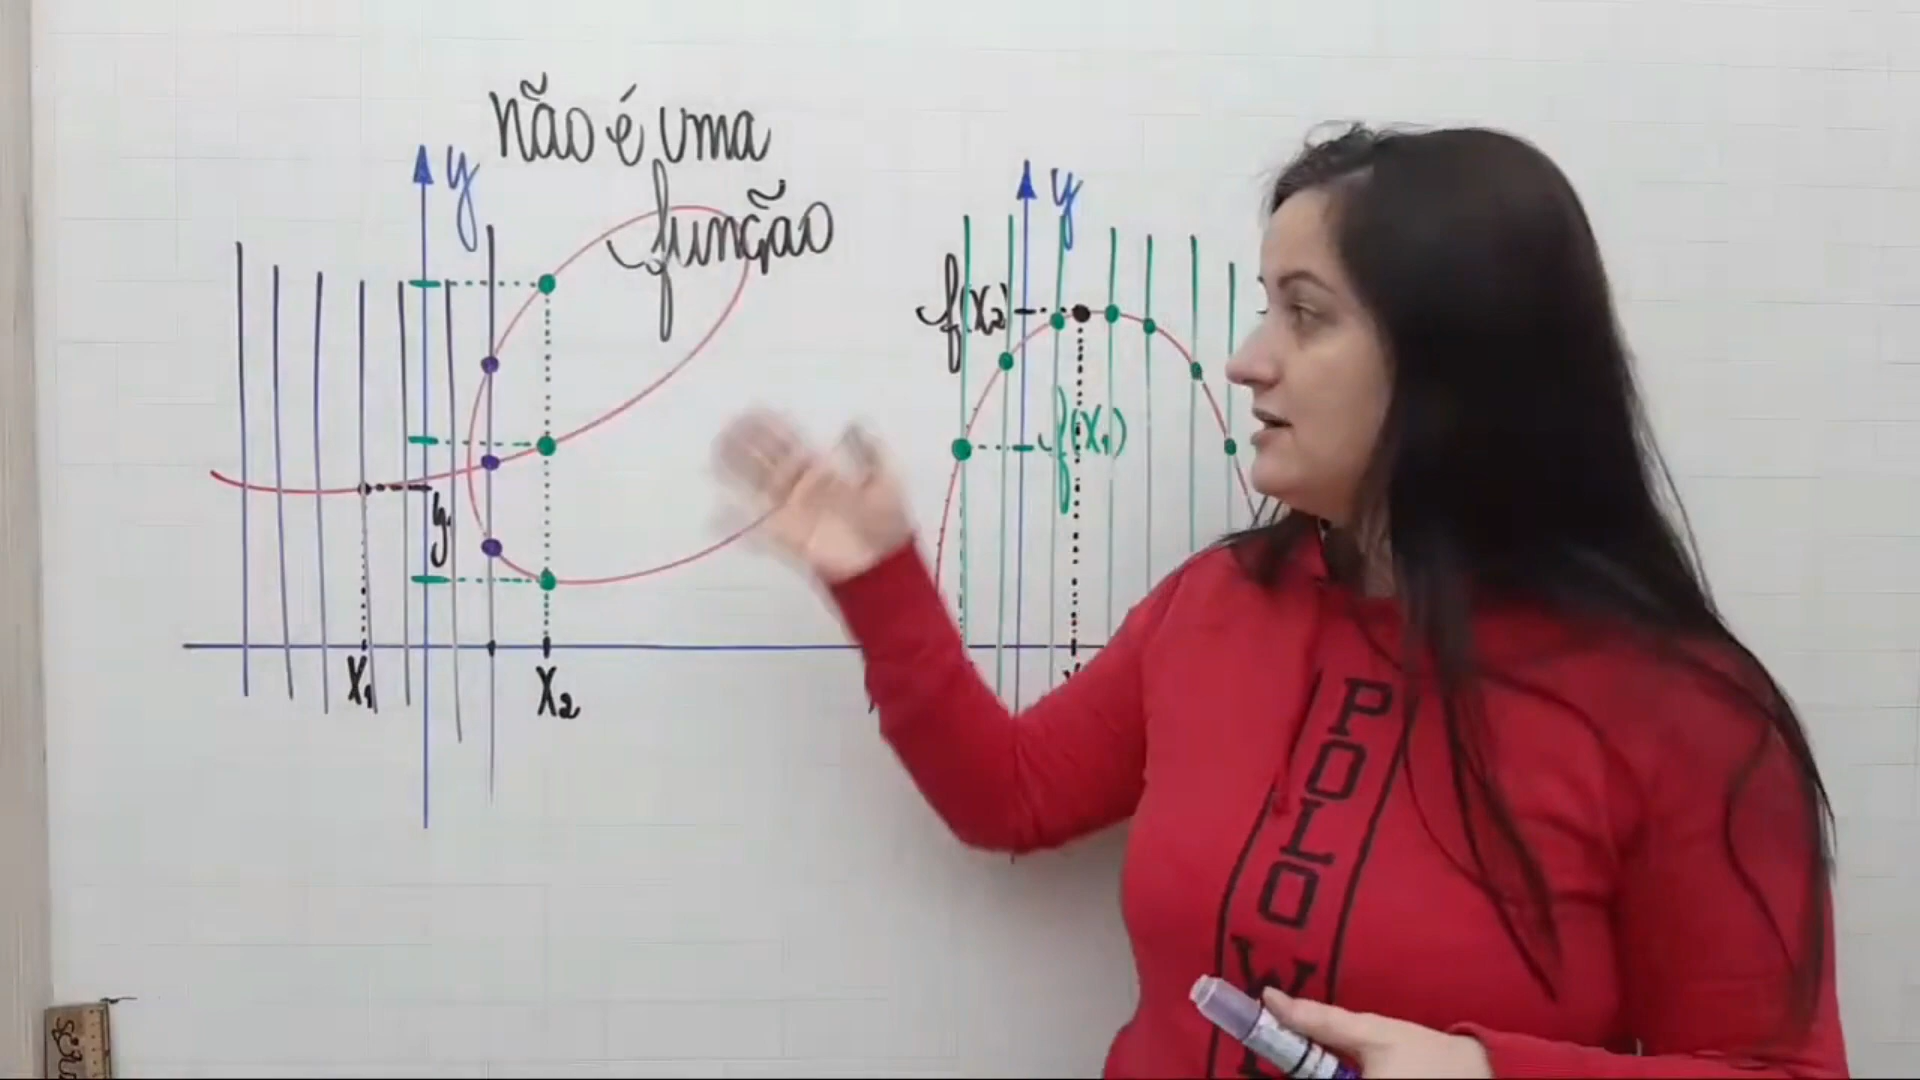 não é uma
função
y
y
f(x₂)
f(x₁)
y₁
x₁
x₂
POLO W